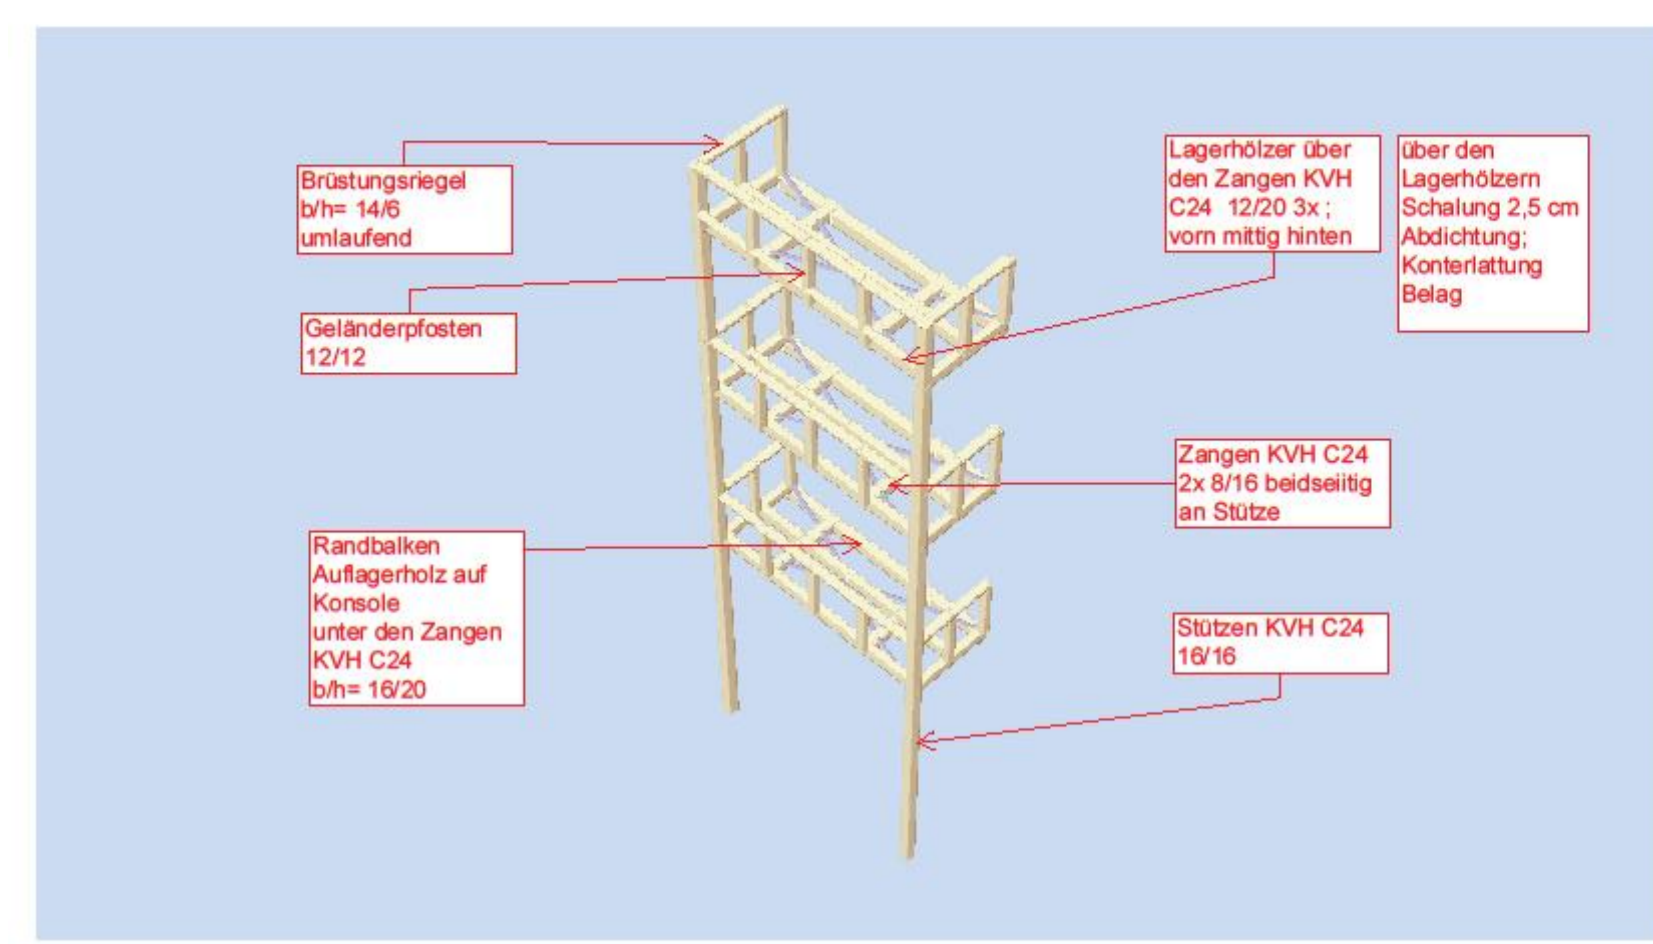 Brüstungsriegel
b/h= 14/6
umlaufend
Geländerpfosten
12/12
Randbalken
Auflagerholz auf
Konsole
unter den Zangen
KVH C24
b/h= 16/20
Lagerhölzer über
den Zangen KVH
C24 12/20 3x ;
vorn mittig hinten
über den
Lagerhölzern
Schalung 2,5 cm
Abdichtung;
Konterlattung
Belag
Zangen KVH C24
2x 8/16 beidseiitig
an Stütze
Stützen KVH C24
16/16